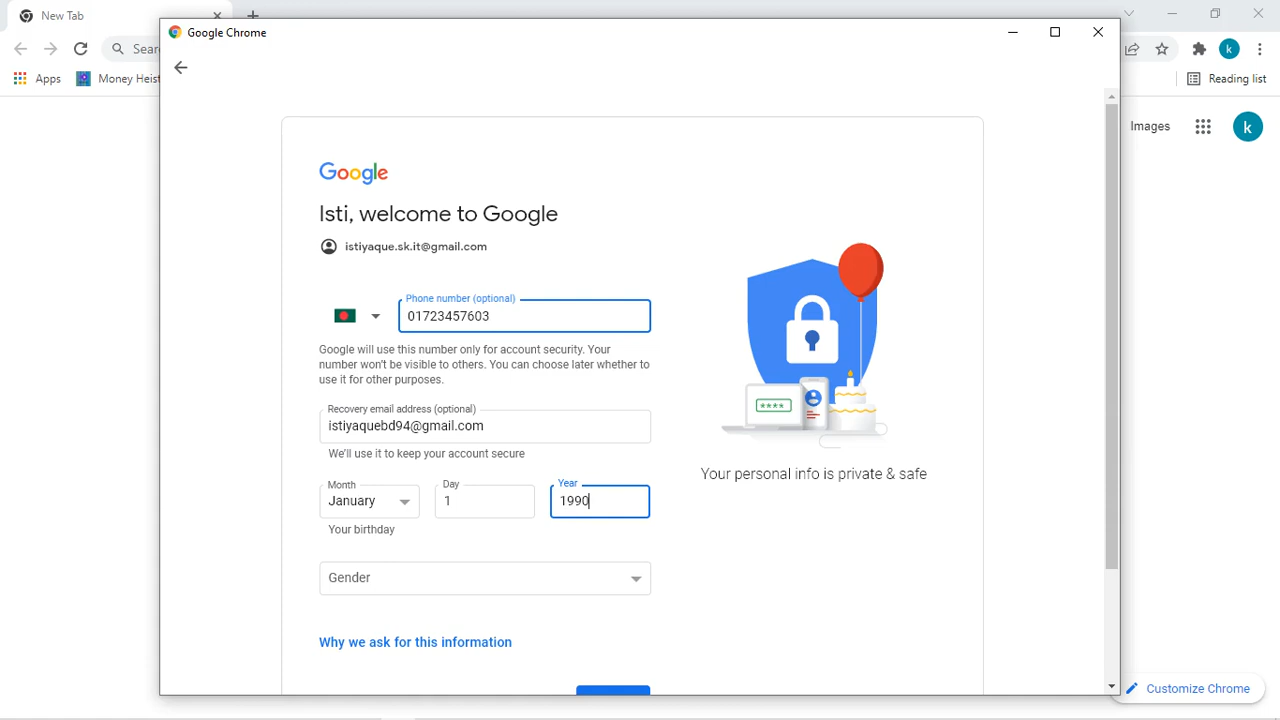 New Tab
Google Chrome
Sear
Apps
Money Heist
Reading list
Images
k
k
Google
Isti, welcome to Google
istiyaque.sk.it@gmail.com
Phone number (optional)
01723457603
Google will use this number only for account security. Your
number won't be visible to others. You can choose later whether to
use it for other purposes.
Recovery email address (optional)
istiyaquebd94@gmail.com
We'll use it to keep your account secure
Month Day Year
January 1 1990
Your birthday
Gender
Why we ask for this information
****
Your personal info is private & safe
Customize Chrome